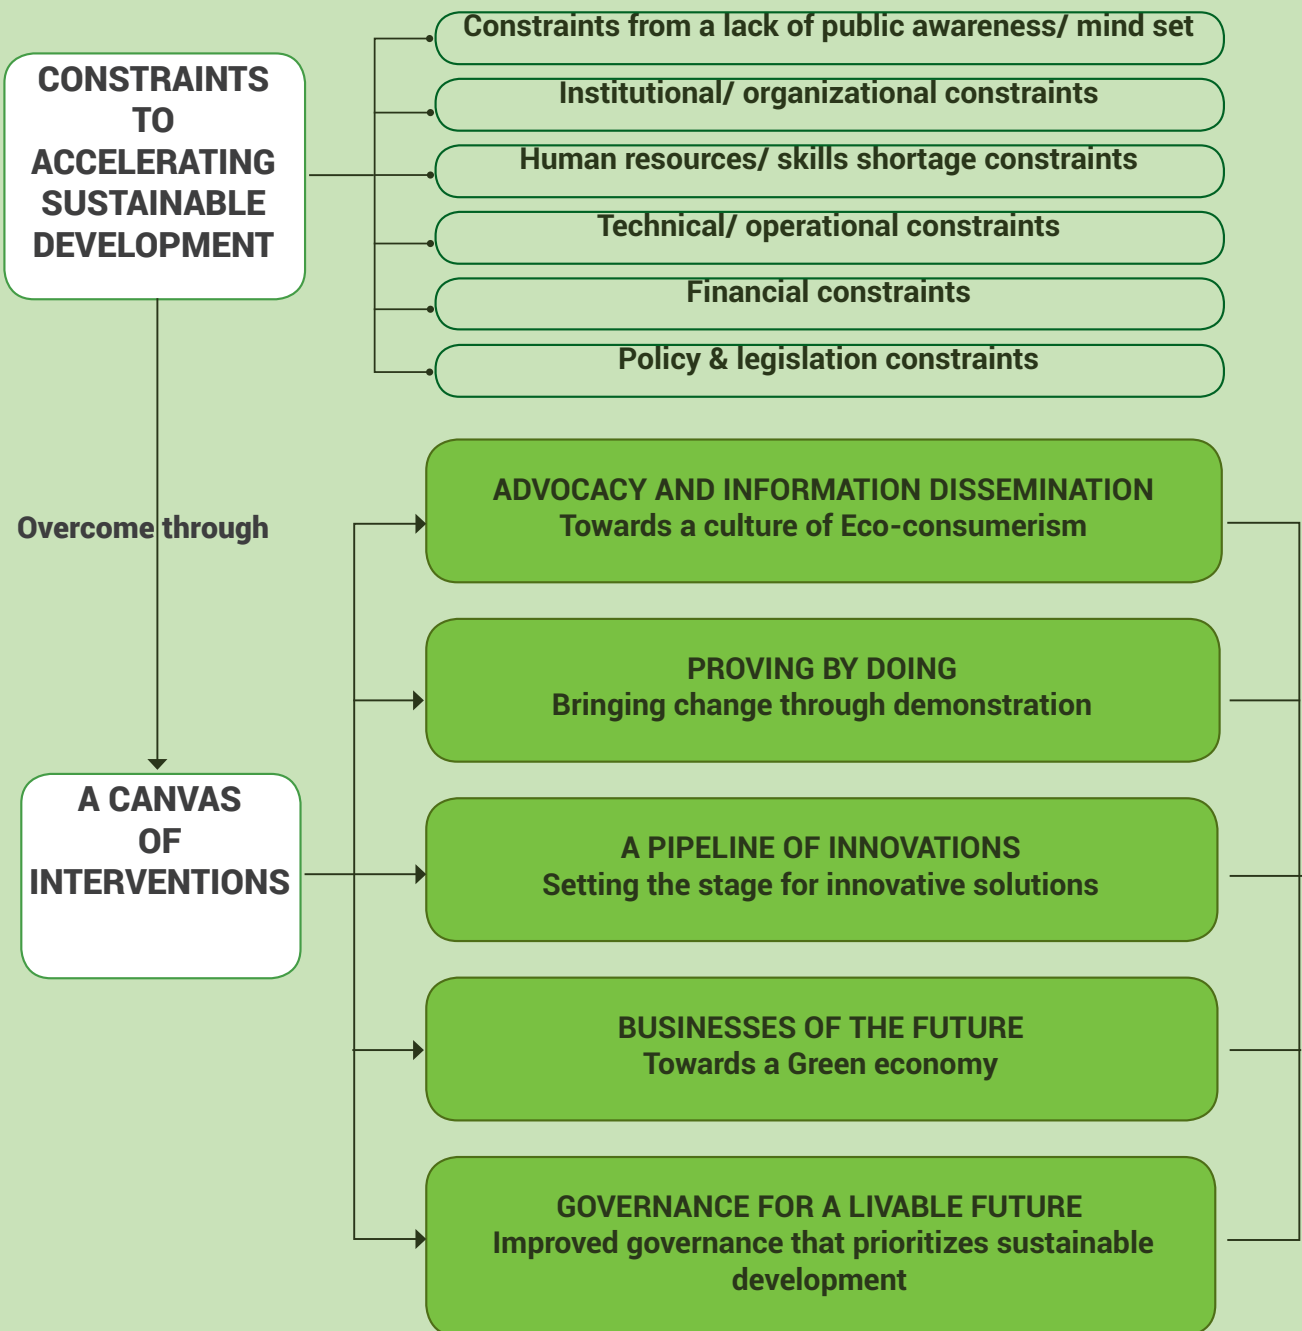 CONSTRAINTS
TO
ACCELERATING
SUSTAINABLE
DEVELOPMENT
Constraints from a lack of public awareness/ mind set
Institutional/ organizational constraints
Human resources/ skills shortage constraints
Technical/ operational constraints
Financial constraints
Policy & legislation constraints
Overcome through
A CANVAS
OF
INTERVENTIONS
ADVOCACY AND INFORMATION DISSEMINATION
Towards a culture of Eco-consumerism
PROVING BY DOING
Bringing change through demonstration
A PIPELINE OF INNOVATIONS
Setting the stage for innovative solutions
BUSINESSES OF THE FUTURE
Towards a Green economy
GOVERNANCE FOR A LIVABLE FUTURE
Improved governance that prioritizes sustainable
development